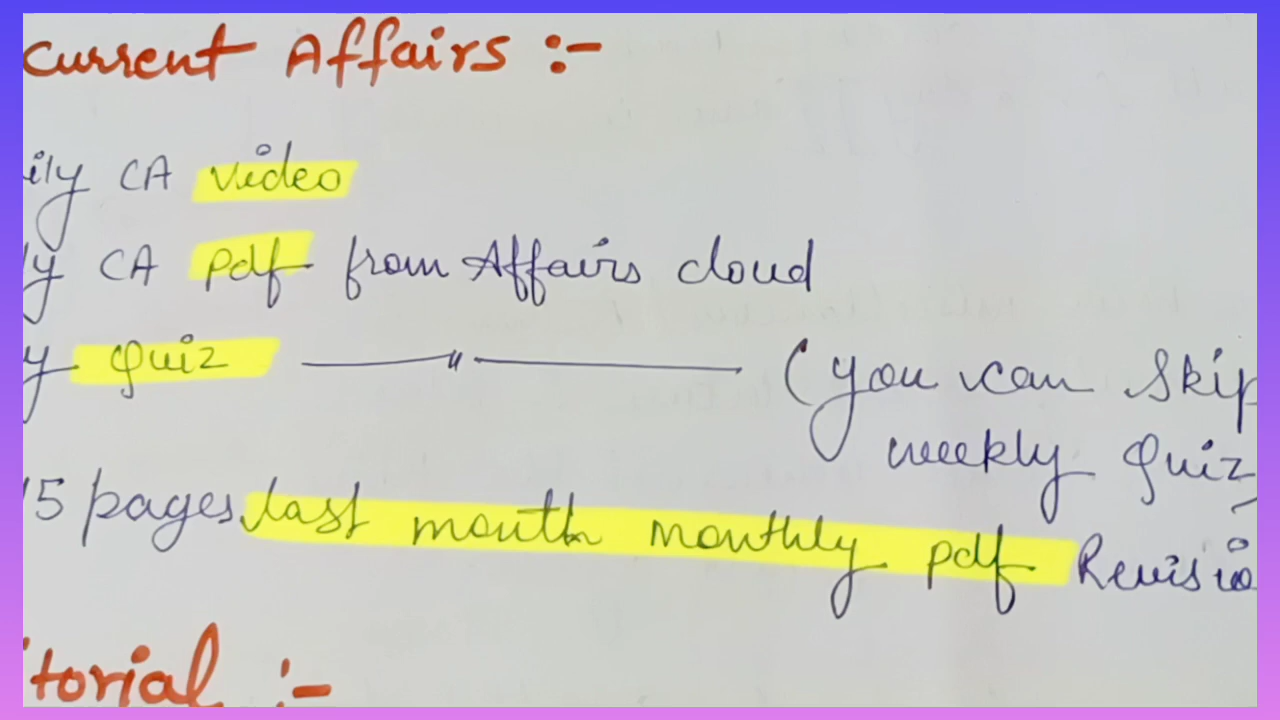 Current Affairs :-
ily CA video
ly CA pdf from Affairs cloud
y quiz ——— " ——— (you can skip
weekly quiz
15 pages last month monthly pdf Revisio
itorial :-